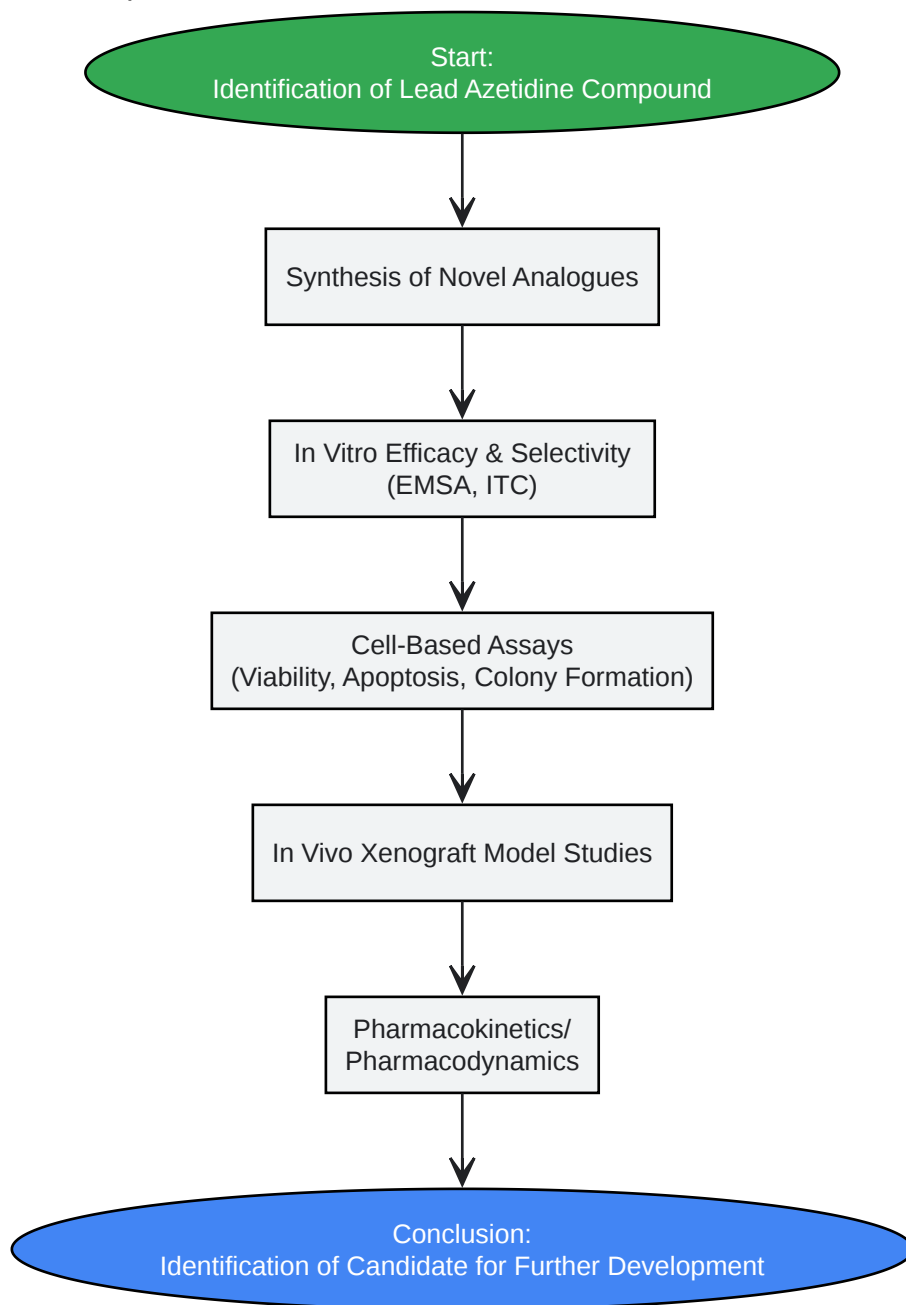 Start:
Identification of Lead Azetidine Compound
Synthesis of Novel Analogues
In Vitro Efficacy & Selectivity
(EMSA, ITC)
Cell-Based Assays
(Viability, Apoptosis, Colony Formation)
In Vivo Xenograft Model Studies
Pharmacokinetics/
Pharmacodynamics
Conclusion:
Identification of Candidate for Further Development